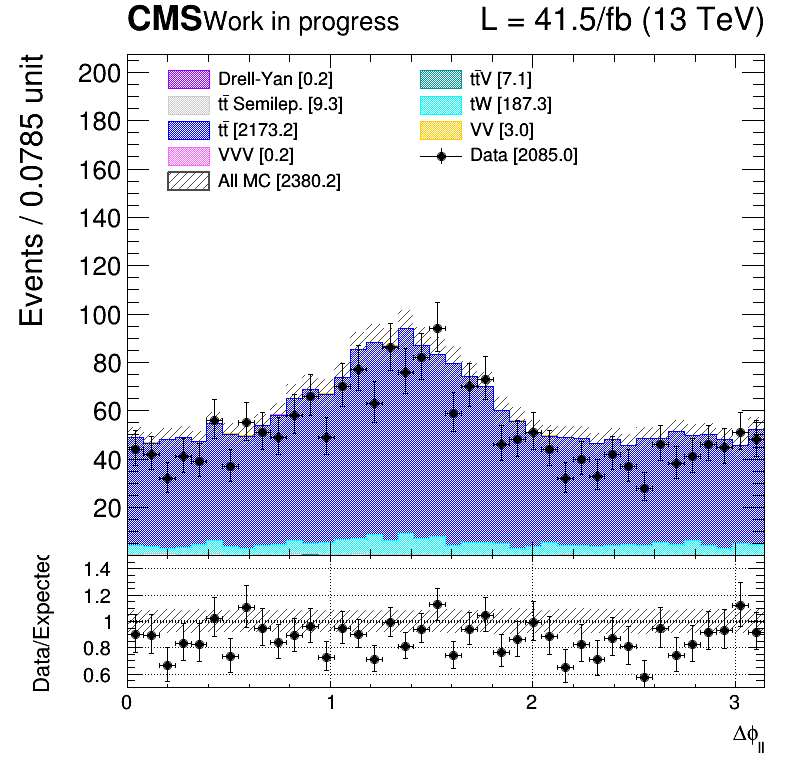 CMS Work in progress L = 41.5/fb (13 TeV)
Events / 0.0785 unit
200
180
160
140
120
100
80
60
40
20
Drell-Yan [0.2]
tt̄ Semilep. [9.3]
tt̄ [2173.2]
VVV [0.2]
All MC [2380.2]
tt̄V [7.1]
tW [187.3]
VV [3.0]
Data [2085.0]
Data/Expected
1.4
1.2
1
0.8
0.6
0 1 2 3
Δϕll